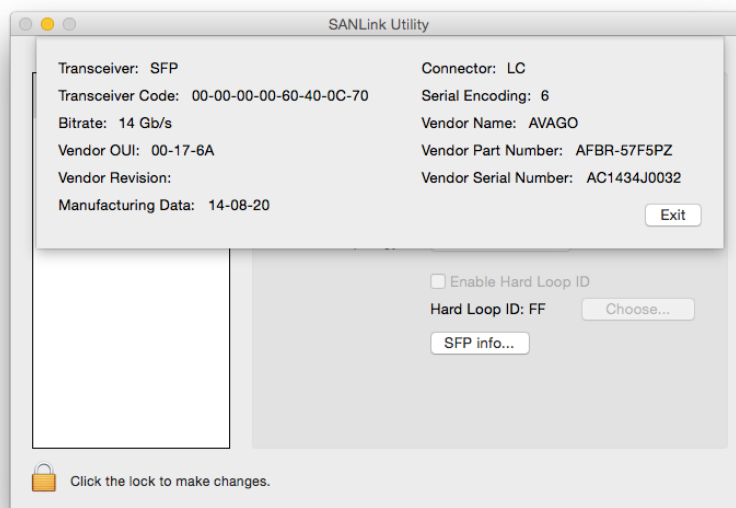 SANLink Utility
Transceiver: SFP
Connector: LC
Transceiver Code: 00-00-00-00-60-40-0C-70
Serial Encoding: 6
Bitrate: 14 Gb/s
Vendor Name: AVAGO
Vendor OUI: 00-17-6A
Vendor Part Number: AFBR-57F5PZ
Vendor Revision:
Vendor Serial Number: AC1434J0032
Manufacturing Data: 14-08-20
Exit
Enable Hard Loop ID
Hard Loop ID: FF
Choose...
SFP info...
Click the lock to make changes.